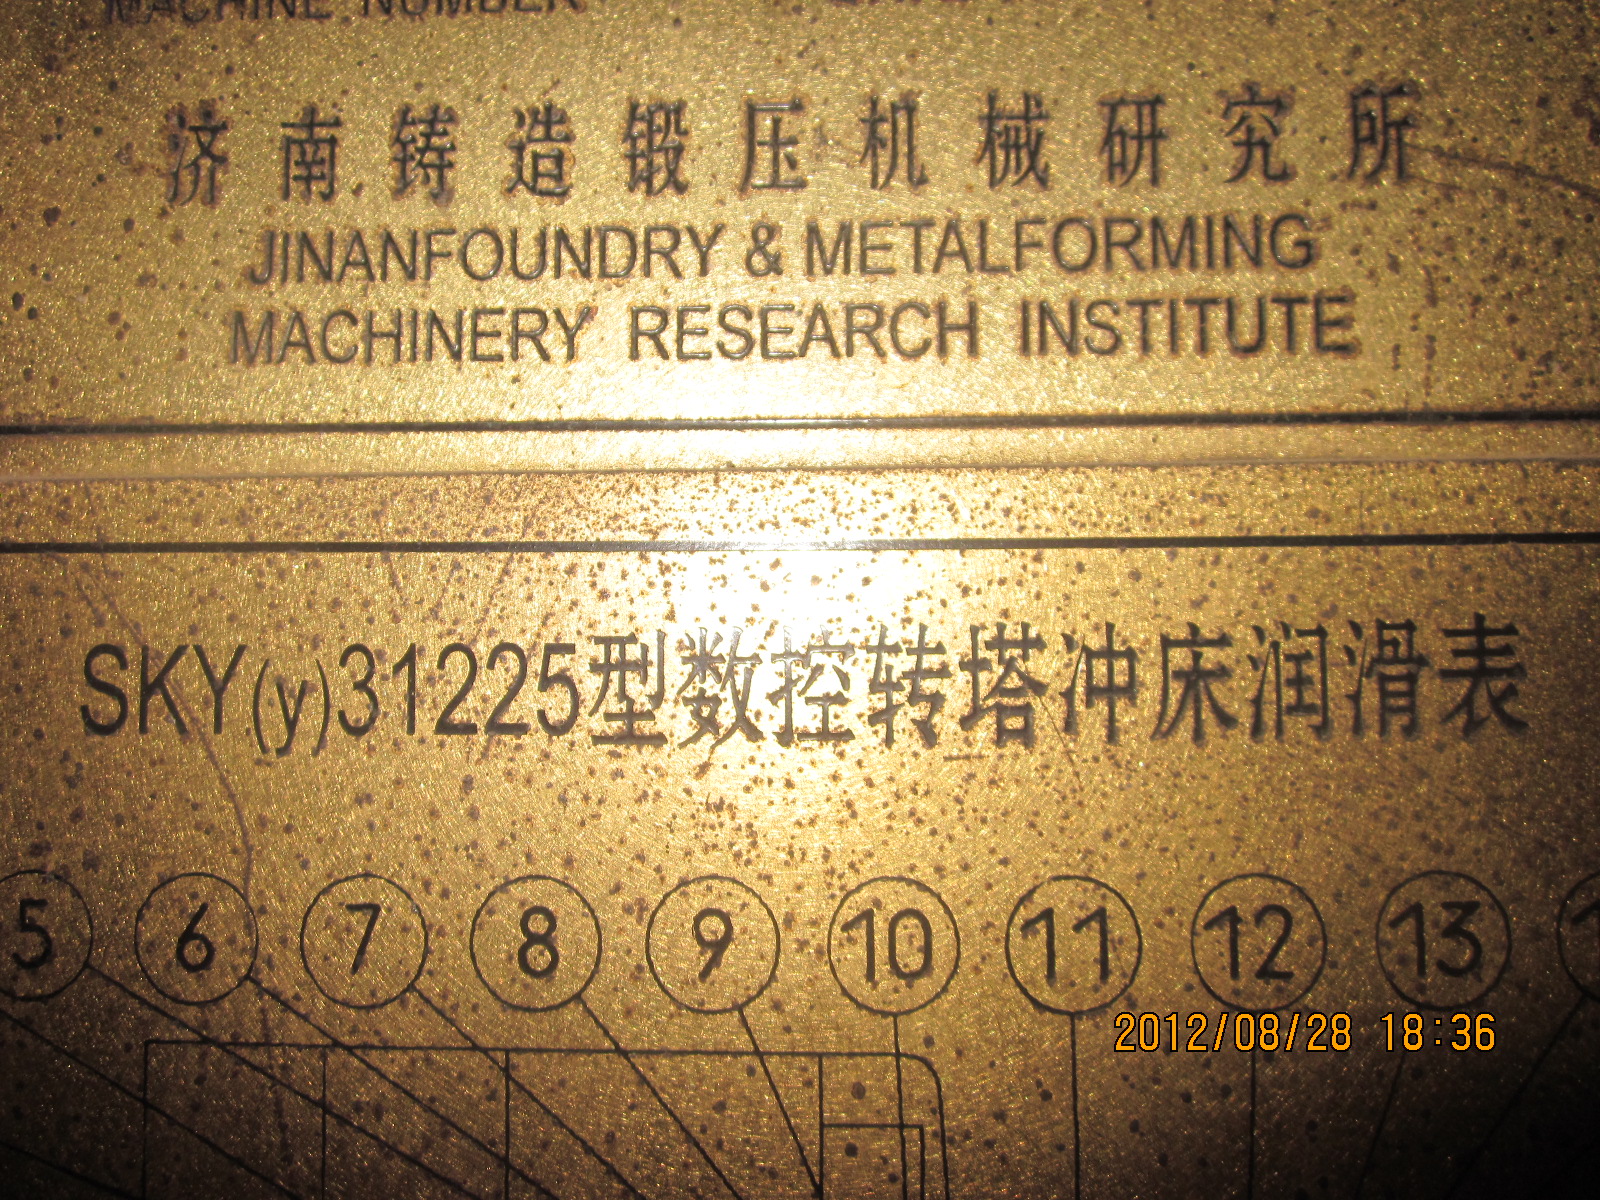 MACHINE NUMBER
济南铸造锻压机械研究所
JINANFOUNDRY & METALFORMING
MACHINERY RESEARCH INSTITUTE
SKY(y)31225型数控转塔冲床润滑表
5 6 7 8 9 10 11 12 13
2012/08/28 18:36